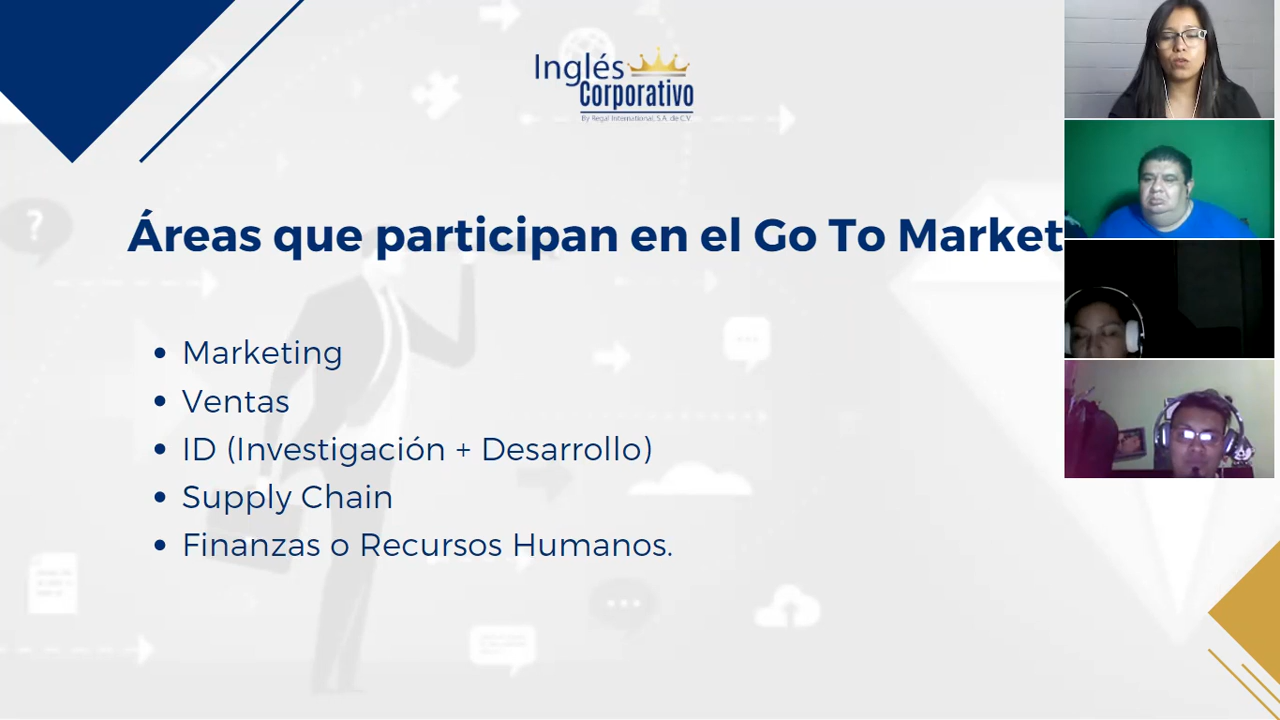 Inglés
Corporativo
By Regal International, S.A. de C.V
Áreas que participan en el Go To Market
Marketing
Ventas
ID (Investigación + Desarrollo)
Supply Chain
Finanzas o Recursos Humanos.